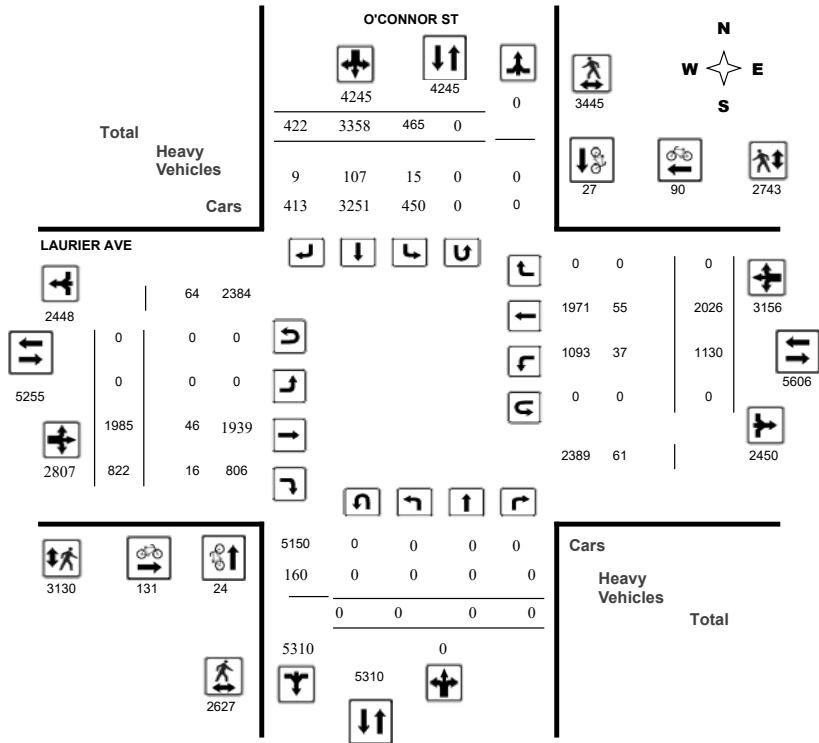 O'CONNOR ST
N
W E
S
4245 4245 0 3445
Total 422 3358 465 0
Heavy
Vehicles 9 107 15 0 0
27 90 2743
Cars 413 3251 450 0 0
LAURIER AVE
0 0 0
64 2384
2448
1971 55 2026 3156
0 0 0
1093 37 1130
5255 5606
0 0 0
0 0 0
1985 46 1939
2807 822 16 806
2389 61 2450
5150 0 0 0 0 Cars
160 0 0 0 0 Heavy
Vehicles
3130 131 24
0 0 0 0 Total
5310 0
5310
2627